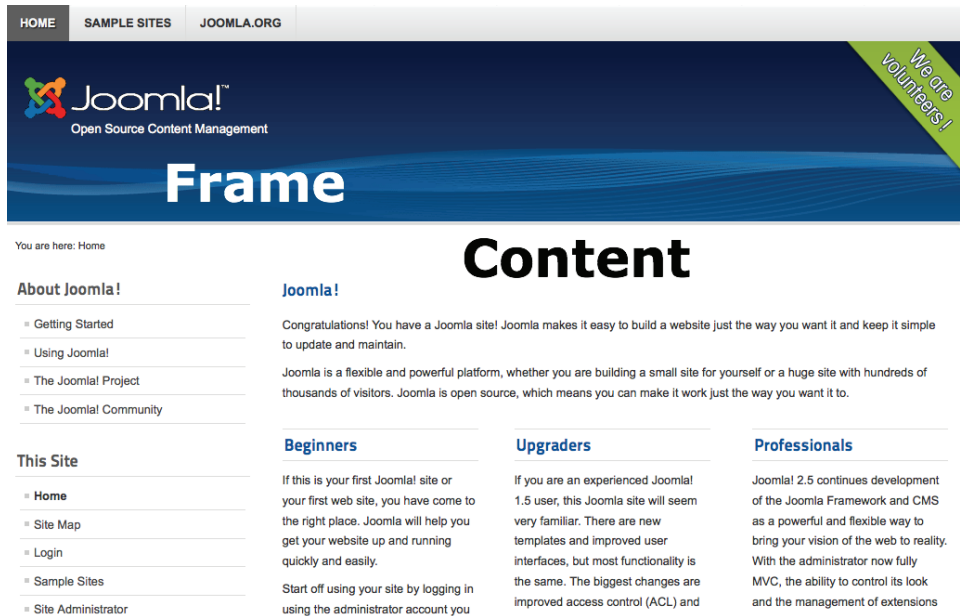 HOME SAMPLE SITES JOOMLA.ORG
We are
volunteers!
Joomla!™
Open Source Content Management
Frame
You are here: Home
Content
About Joomla!
Getting Started
Using Joomla!
The Joomla! Project
The Joomla! Community
This Site
Home
Site Map
Login
Sample Sites
Site Administrator
Joomla!
Congratulations! You have a Joomla site! Joomla makes it easy to build a website just the way you want it and keep it simple
to update and maintain.
Joomla is a flexible and powerful platform, whether you are building a small site for yourself or a huge site with hundreds of
thousands of visitors. Joomla is open source, which means you can make it work just the way you want it to.
Beginners
If this is your first Joomla! site or
your first web site, you have come to
the right place. Joomla will help you
get your website up and running
quickly and easily.
Start off using your site by logging in
using the administrator account you
Upgraders
If you are an experienced Joomla!
1.5 user, this Joomla site will seem
very familiar. There are new
templates and improved user
interfaces, but most functionality is
the same. The biggest changes are
improved access control (ACL) and
Professionals
Joomla! 2.5 continues development
of the Joomla Framework and CMS
as a powerful and flexible way to
bring your vision of the web to reality.
With the administrator now fully
MVC, the ability to control its look
and the management of extensions